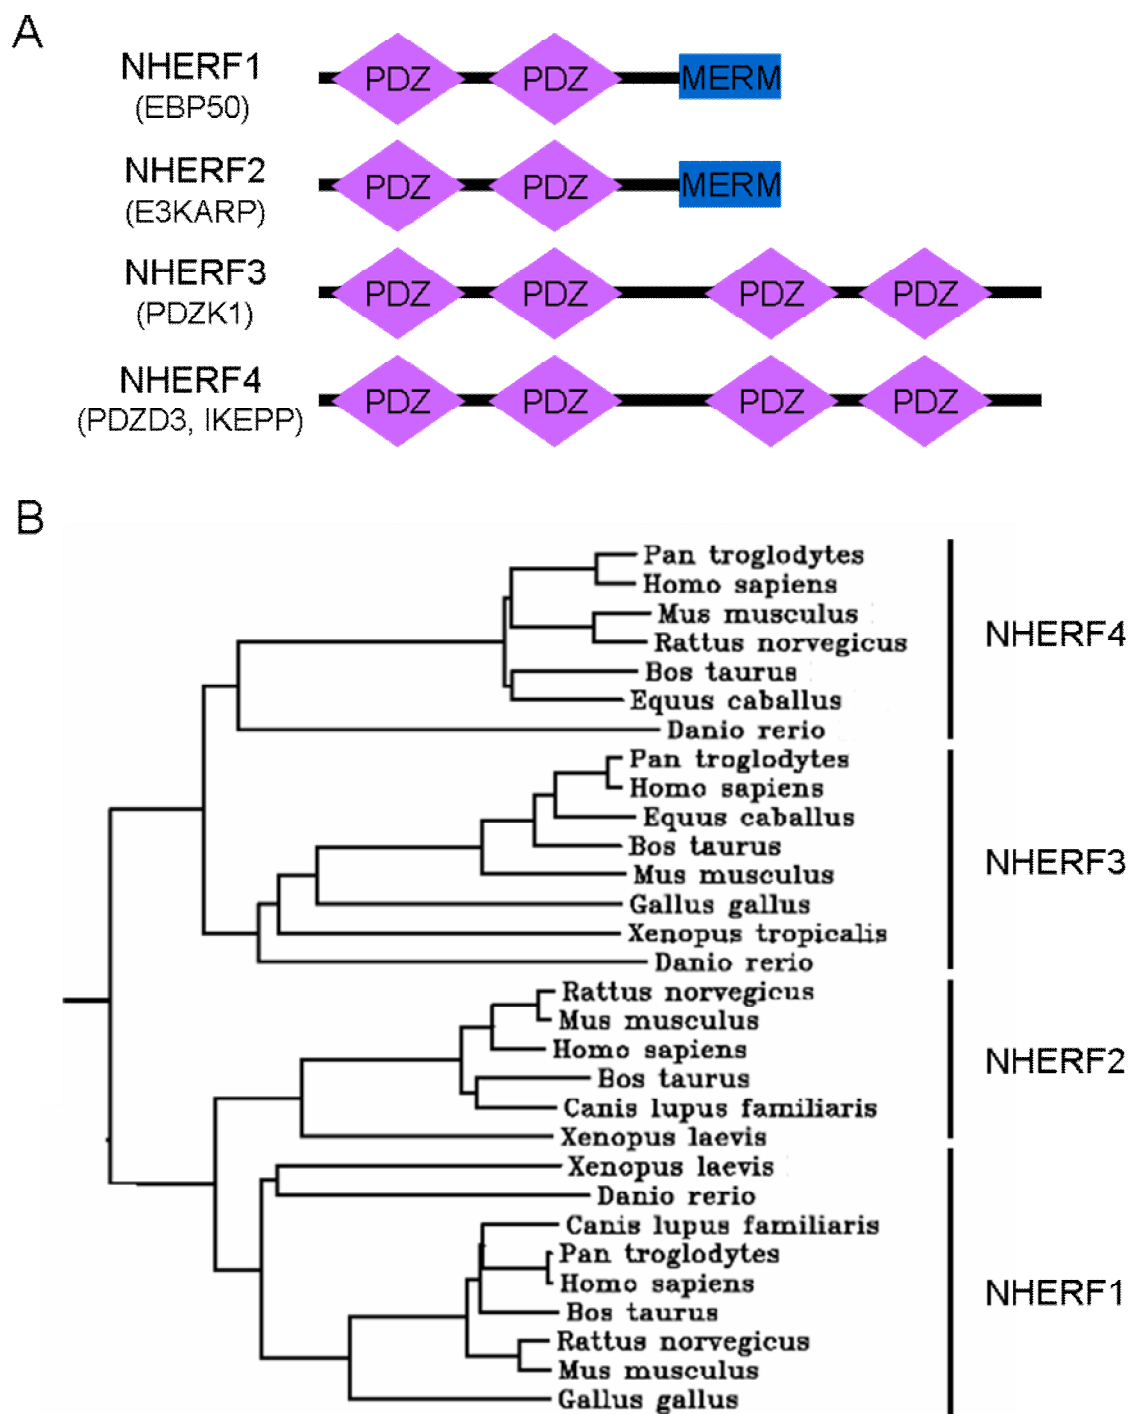 A
NHERF1
(EBP50)
PDZ PDZ MERM
NHERF2
(E3KARP)
PDZ PDZ MERM
NHERF3
(PDZK1)
PDZ PDZ PDZ PDZ
NHERF4
(PDZD3, IKEPP)
PDZ PDZ PDZ PDZ
B
Pan troglodytes
Homo sapiens
Mus musculus
Rattus norvegicus
Bos taurus
Equus caballus
Danio rerio
NHERF4
Pan troglodytes
Homo sapiens
Equus caballus
Bos taurus
Mus musculus
Gallus gallus
Xenopus tropicalis
Danio rerio
NHERF3
Rattus norvegicus
Mus musculus
Homo sapiens
Bos taurus
Canis lupus familiaris
Xenopus laevis
NHERF2
Xenopus laevis
Danio rerio
Canis lupus familiaris
Pan troglodytes
Homo sapiens
Bos taurus
Rattus norvegicus
Mus musculus
Gallus gallus
NHERF1